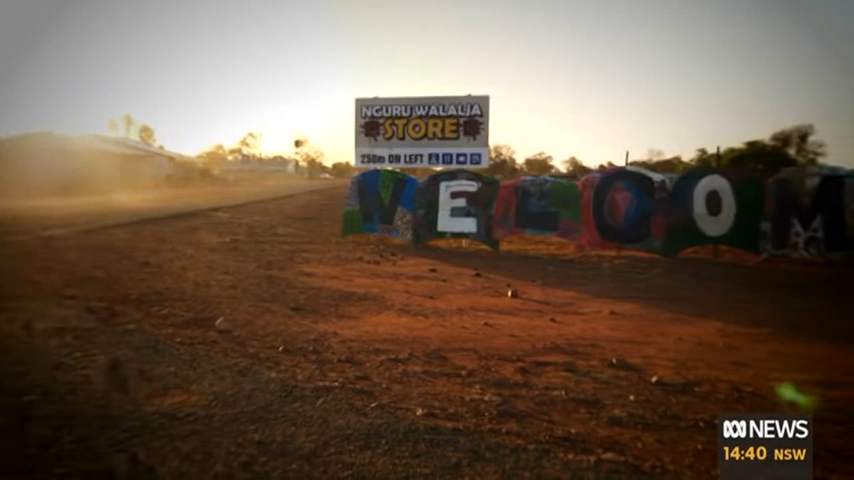 NGURU WALALJA
STORE
250m ON LEFT
WELCOM
ABC NEWS
14:40 NSW